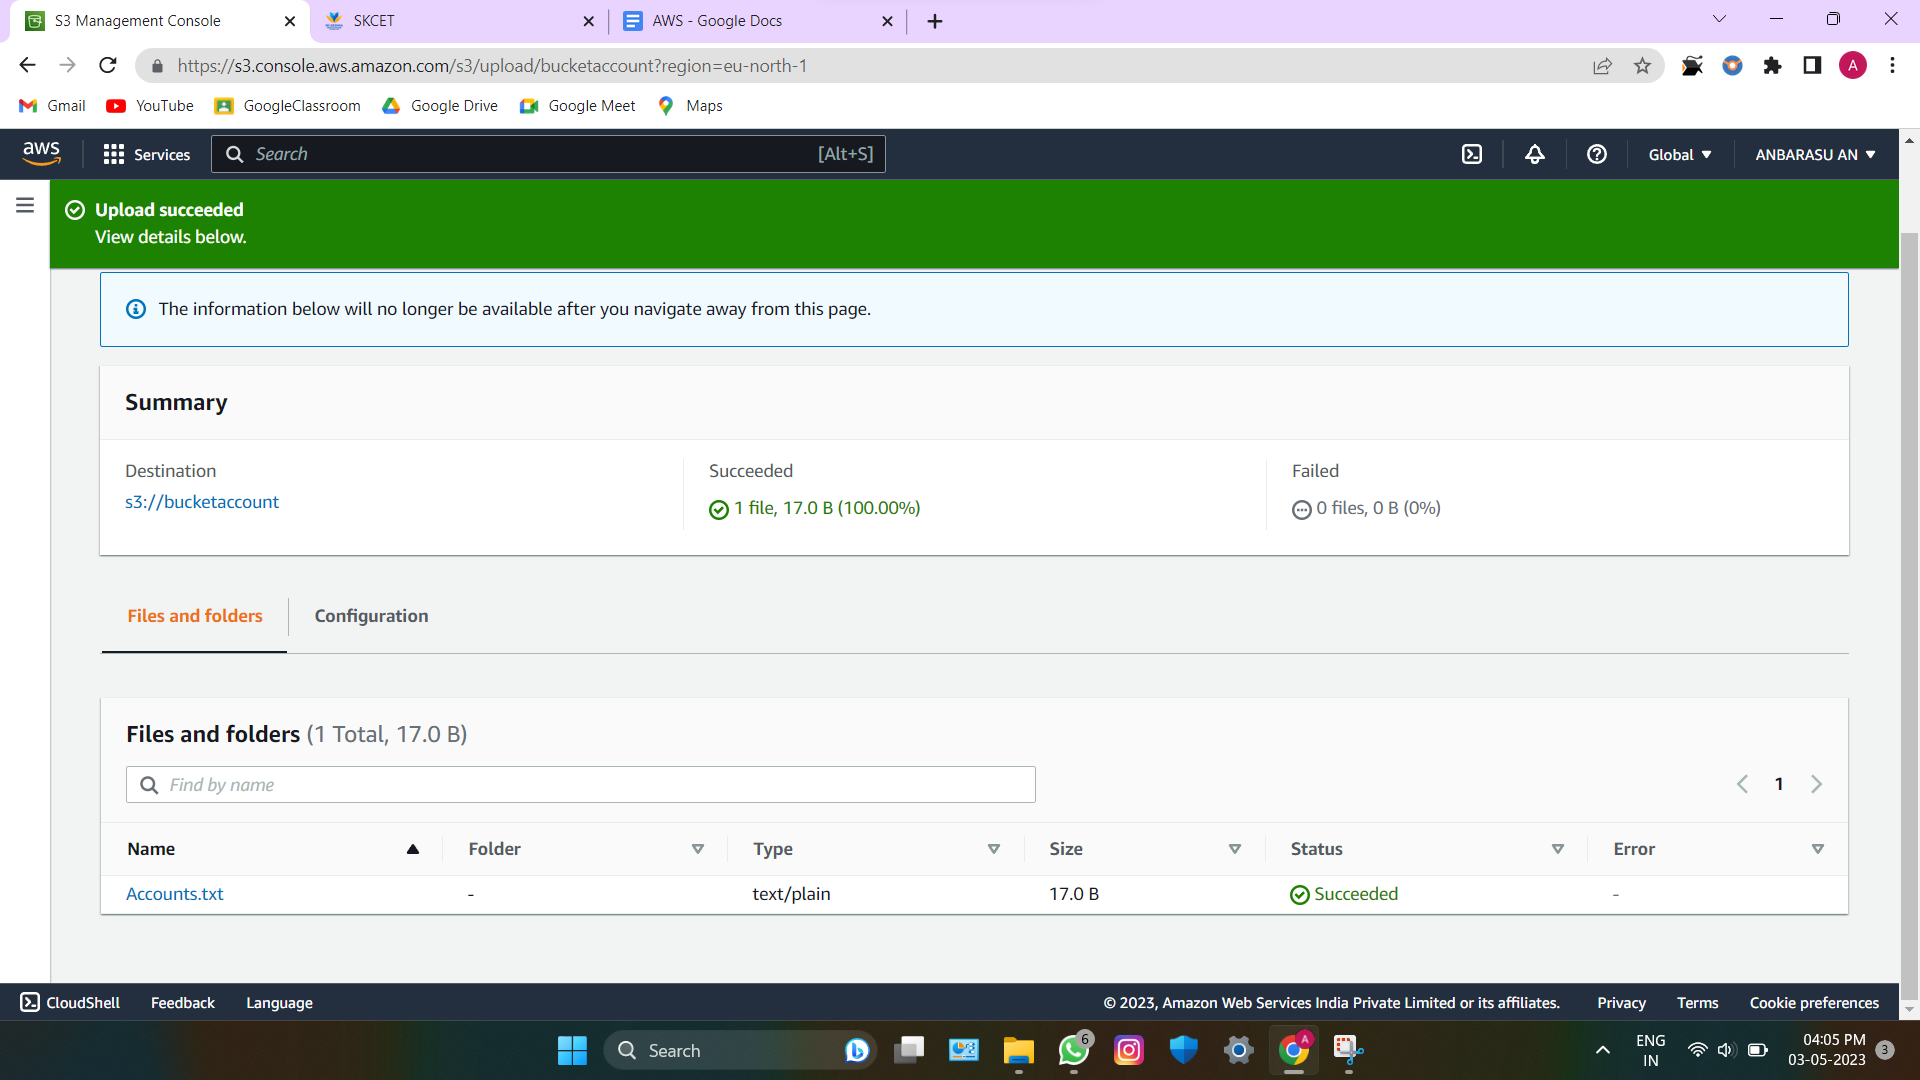 S3 Management Console
SKCET
AWS - Google Docs
https://s3.console.aws.amazon.com/s3/upload/bucketaccount?region=eu-north-1
A
Gmail
YouTube
GoogleClassroom
Google Drive
Google Meet
Maps
aws
Services
Search
[Alt+S]
Global
ANBARASU AN
Upload succeeded
View details below.
The information below will no longer be available after you navigate away from this page.
Summary
Destination
s3://bucketaccount
Succeeded
1 file, 17.0 B (100.00%)
Failed
0 files, 0 B (0%)
Files and folders
Configuration
Files and folders (1 Total, 17.0 B)
Find by name
1
Name
Folder
Type
Size
Status
Error
Accounts.txt
-
text/plain
17.0 B
Succeeded
-
CloudShell
Feedback
Language
© 2023, Amazon Web Services India Private Limited or its affiliates.
Privacy
Terms
Cookie preferences
Search
6
A
ENG
IN
04:05 PM
03-05-2023
3